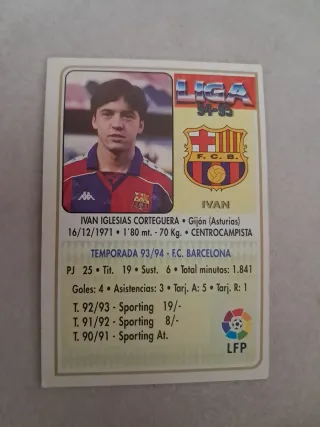 LIGA
94-95
F.C.B.
IVAN
IVAN IGLESIAS CORTEGUERA • Gijón (Asturias)
16/12/1971 • 1'80 mt. - 70 Kg. • CENTROCAMPISTA
TEMPORADA 93/94 - F.C. BARCELONA
PJ 25 • Tit. 19 • Sust. 6 • Total minutos: 1.841
Goles: 4 • Asistencias: 3 • Tarj. A: 5 • Tarj. R: 1
T. 92/93 - Sporting 19/-
T. 91/92 - Sporting 8/-
T. 90/91 - Sporting At.
LFP